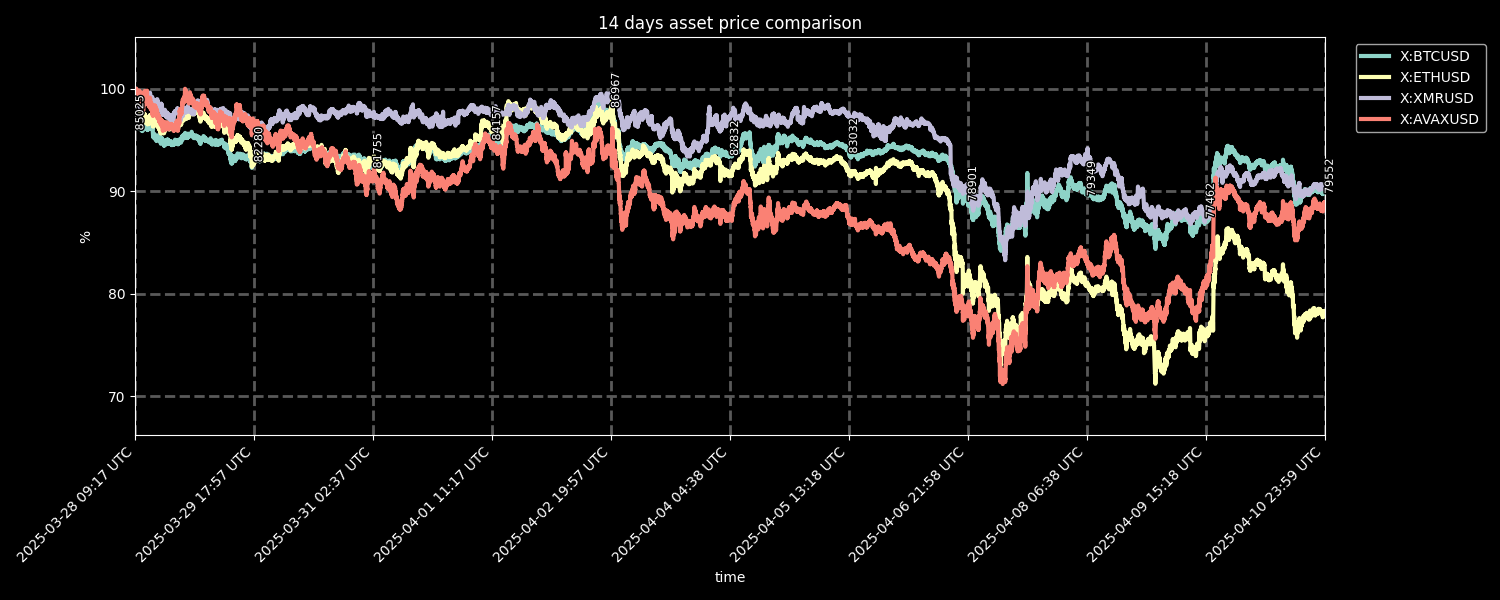 14 days asset price comparison
X:BTCUSD
X:ETHUSD
X:XMRUSD
X:AVAXUSD
100
90
80
70
%
85025
82280
81755
84157
86967
82832
83032
78901
79349
77462
79552
2025-03-28 09:17 UTC
2025-03-29 17:57 UTC
2025-03-31 02:37 UTC
2025-04-01 11:17 UTC
2025-04-02 19:57 UTC
2025-04-04 04:38 UTC
2025-04-05 13:18 UTC
2025-04-06 21:58 UTC
2025-04-08 06:38 UTC
2025-04-09 15:18 UTC
2025-04-10 23:59 UTC
time